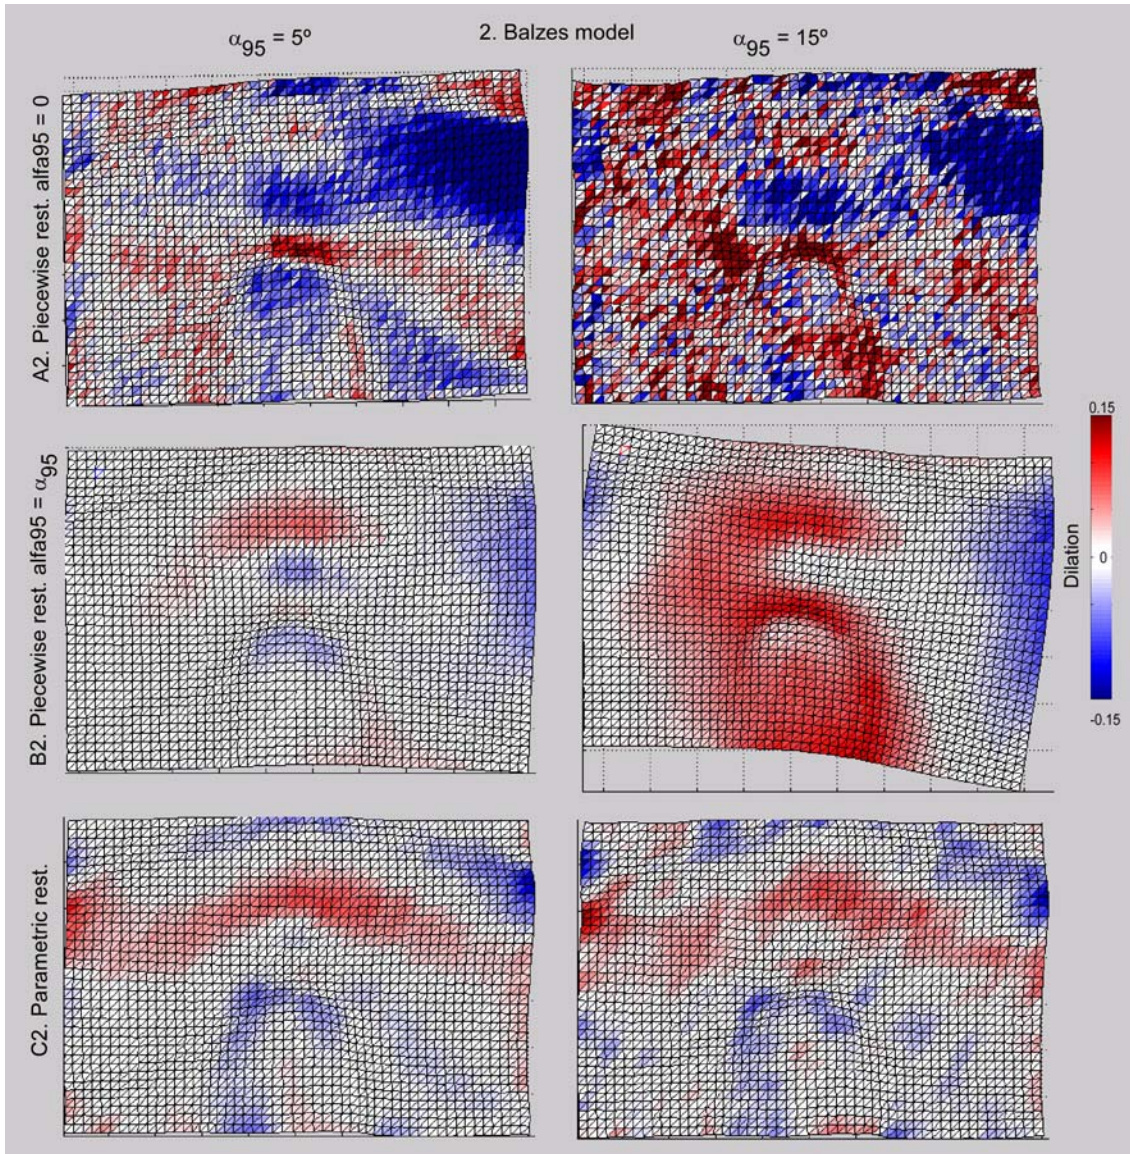 2. Balzes model
α95 = 5º
α95 = 15º
A2. Piecewise rest. alfa95 = 0
B2. Piecewise rest. alfa95 = α95
C2. Parametric rest.
0.15
0
-0.15
Dilation